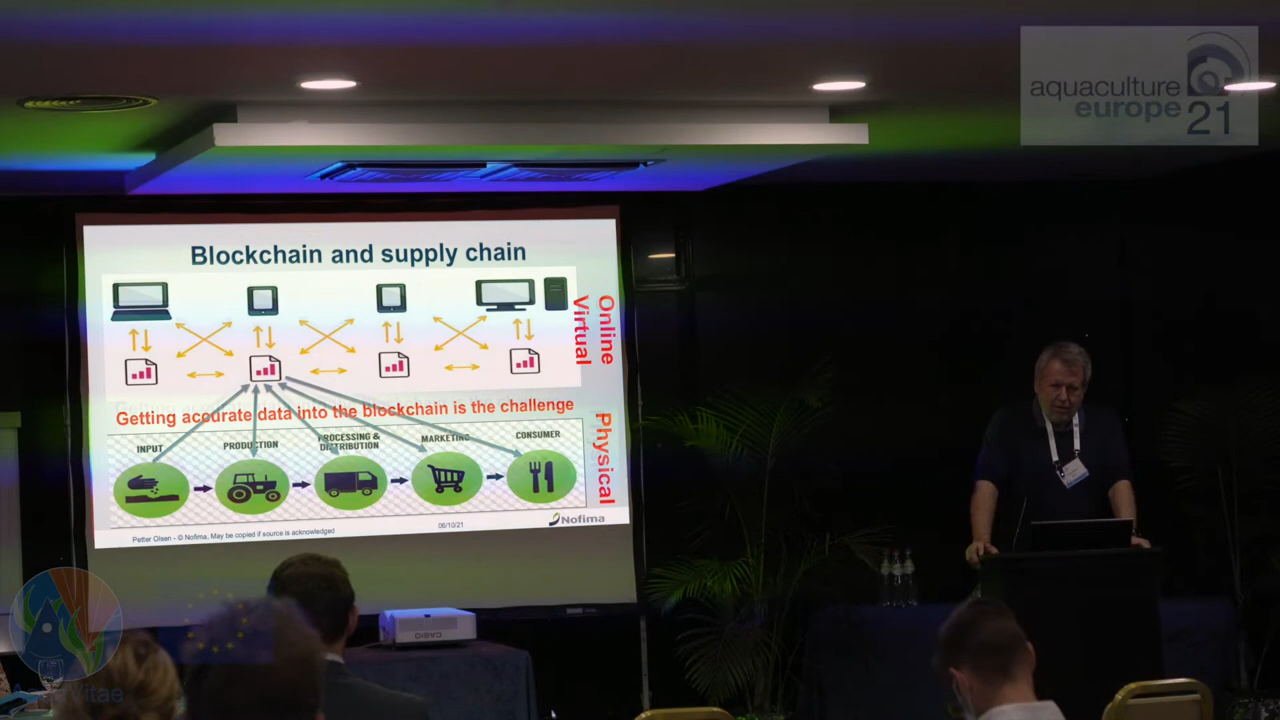 aquaculture
europe
21
Blockchain and supply chain
Online
Virtual
Getting accurate data into the blockchain is the challenge
INPUT
PRODUCTION
PROCESSING &
DISTRIBUTION
MARKETING
CONSUMER
Physical
Nofima
06/10/21
Petter Olsen - © Nofima, May be copied if source is acknowledged
CASIO
AquaVitae